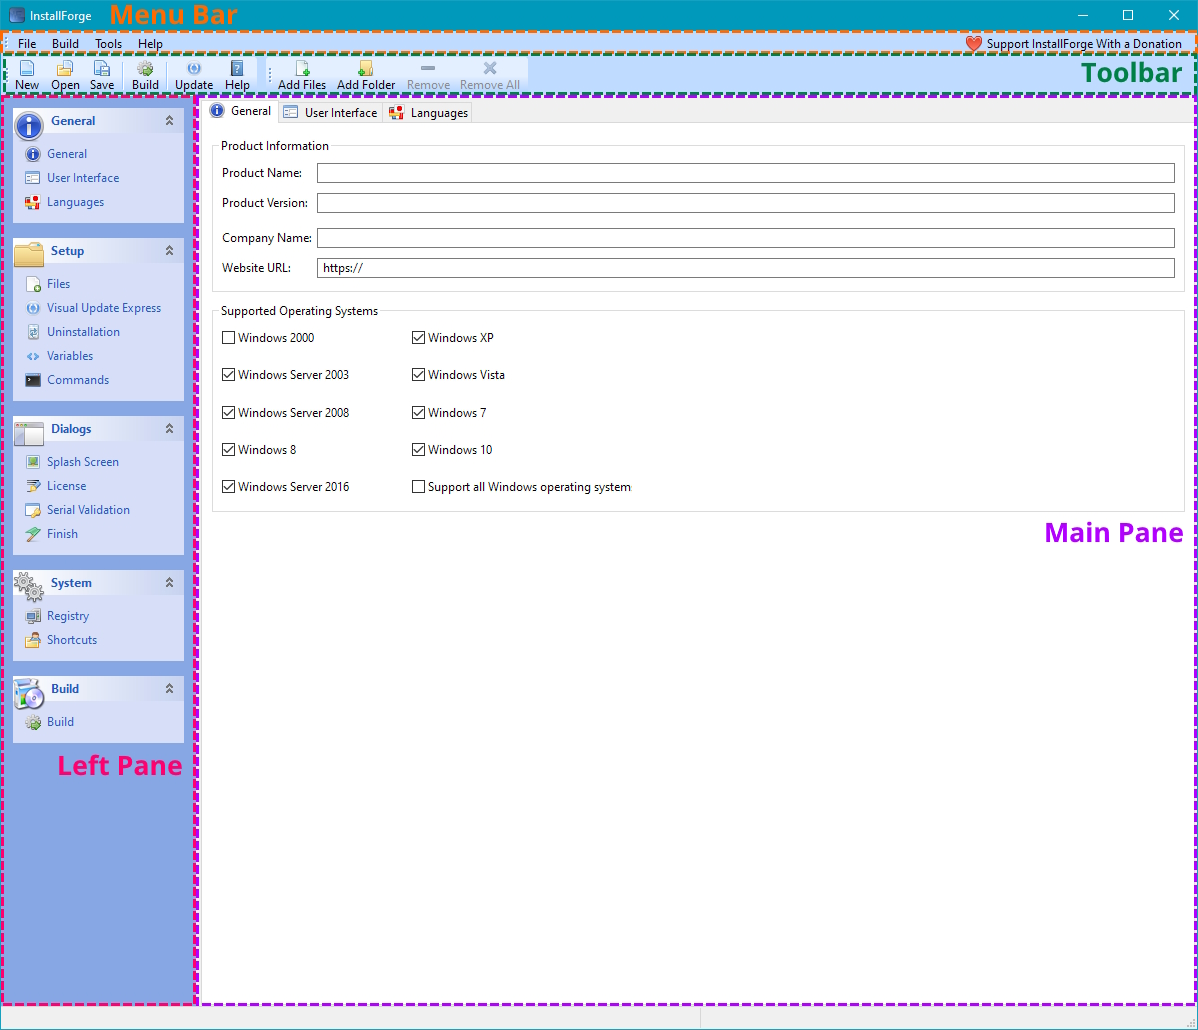 InstallForge Menu Bar
File Build Tools Help Support InstallForge With a Donation
New Open Save Build Update Help Add Files Add Folder Remove Remove All Toolbar
General
General
User Interface
Languages
Setup
Files
Visual Update Express
Uninstallation
Variables
Commands
Dialogs
Splash Screen
License
Serial Validation
Finish
System
Registry
Shortcuts
Build
Build
Left Pane
General User Interface Languages
Product Information
Product Name:
Product Version:
Company Name:
Website URL: https://
Supported Operating Systems
Windows 2000 Windows XP
Windows Server 2003 Windows Vista
Windows Server 2008 Windows 7
Windows 8 Windows 10
Windows Server 2016 Support all Windows operating system
Main Pane